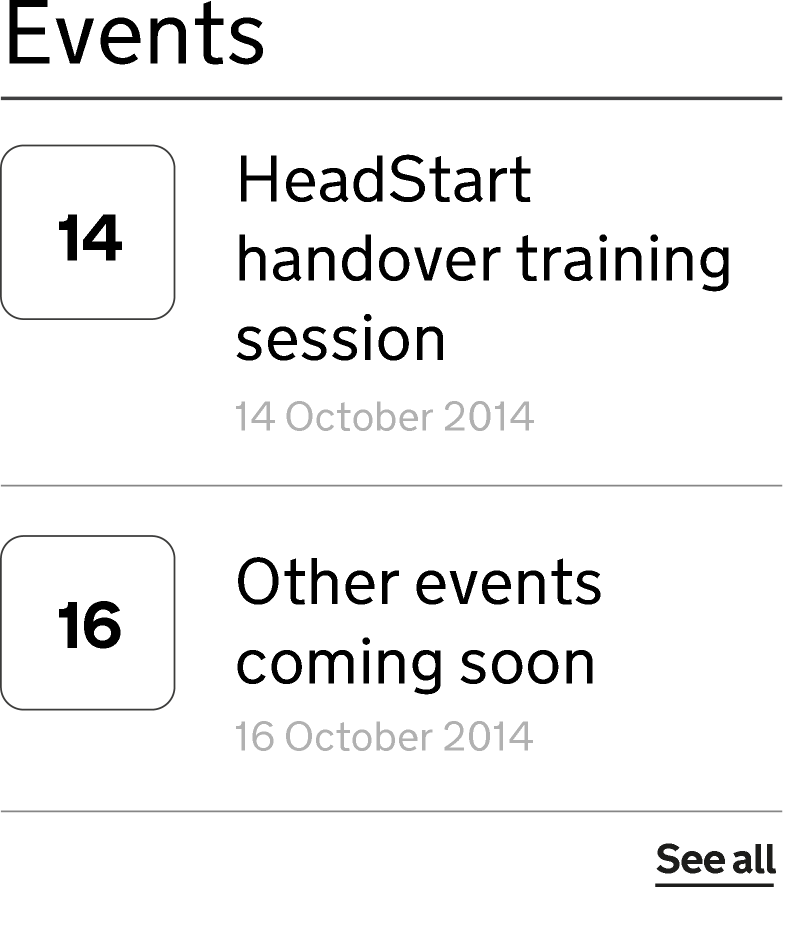 Events
14
HeadStart
handover training
session
14 October 2014
16
Other events
coming soon
16 October 2014
See all